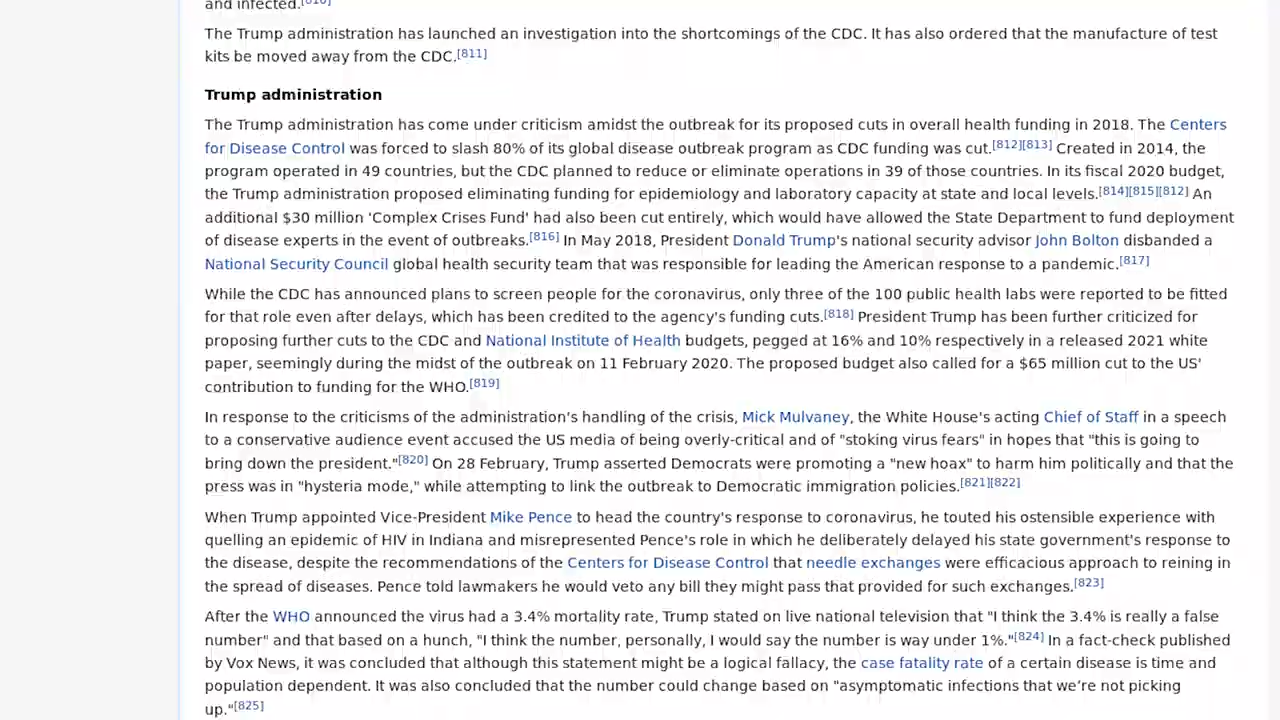 and infected.[810]
The Trump administration has launched an investigation into the shortcomings of the CDC. It has also ordered that the manufacture of test
kits be moved away from the CDC.[811]
Trump administration
The Trump administration has come under criticism amidst the outbreak for its proposed cuts in overall health funding in 2018. The Centers
for Disease Control was forced to slash 80% of its global disease outbreak program as CDC funding was cut.[812][813] Created in 2014, the
program operated in 49 countries, but the CDC planned to reduce or eliminate operations in 39 of those countries. In its fiscal 2020 budget,
the Trump administration proposed eliminating funding for epidemiology and laboratory capacity at state and local levels.[814][815][812] An
additional $30 million 'Complex Crises Fund' had also been cut entirely, which would have allowed the State Department to fund deployment
of disease experts in the event of outbreaks.[816] In May 2018, President Donald Trump's national security advisor John Bolton disbanded a
National Security Council global health security team that was responsible for leading the American response to a pandemic.[817]
While the CDC has announced plans to screen people for the coronavirus, only three of the 100 public health labs were reported to be fitted
for that role even after delays, which has been credited to the agency's funding cuts.[818] President Trump has been further criticized for
proposing further cuts to the CDC and National Institute of Health budgets, pegged at 16% and 10% respectively in a released 2021 white
paper, seemingly during the midst of the outbreak on 11 February 2020. The proposed budget also called for a $65 million cut to the US'
contribution to funding for the WHO.[819]
In response to the criticisms of the administration's handling of the crisis, Mick Mulvaney, the White House's acting Chief of Staff in a speech
to a conservative audience event accused the US media of being overly-critical and of "stoking virus fears" in hopes that "this is going to
bring down the president."[820] On 28 February, Trump asserted Democrats were promoting a "new hoax" to harm him politically and that the
press was in "hysteria mode," while attempting to link the outbreak to Democratic immigration policies.[821][822]
When Trump appointed Vice-President Mike Pence to head the country's response to coronavirus, he touted his ostensible experience with
quelling an epidemic of HIV in Indiana and misrepresented Pence's role in which he deliberately delayed his state government's response to
the disease, despite the recommendations of the Centers for Disease Control that needle exchanges were efficacious approach to reining in
the spread of diseases. Pence told lawmakers he would veto any bill they might pass that provided for such exchanges.[823]
After the WHO announced the virus had a 3.4% mortality rate, Trump stated on live national television that "I think the 3.4% is really a false
number" and that based on a hunch, "I think the number, personally, I would say the number is way under 1%."[824] In a fact-check published
by Vox News, it was concluded that although this statement might be a logical fallacy, the case fatality rate of a certain disease is time and
population dependent. It was also concluded that the number could change based on "asymptomatic infections that we're not picking
up."[825]